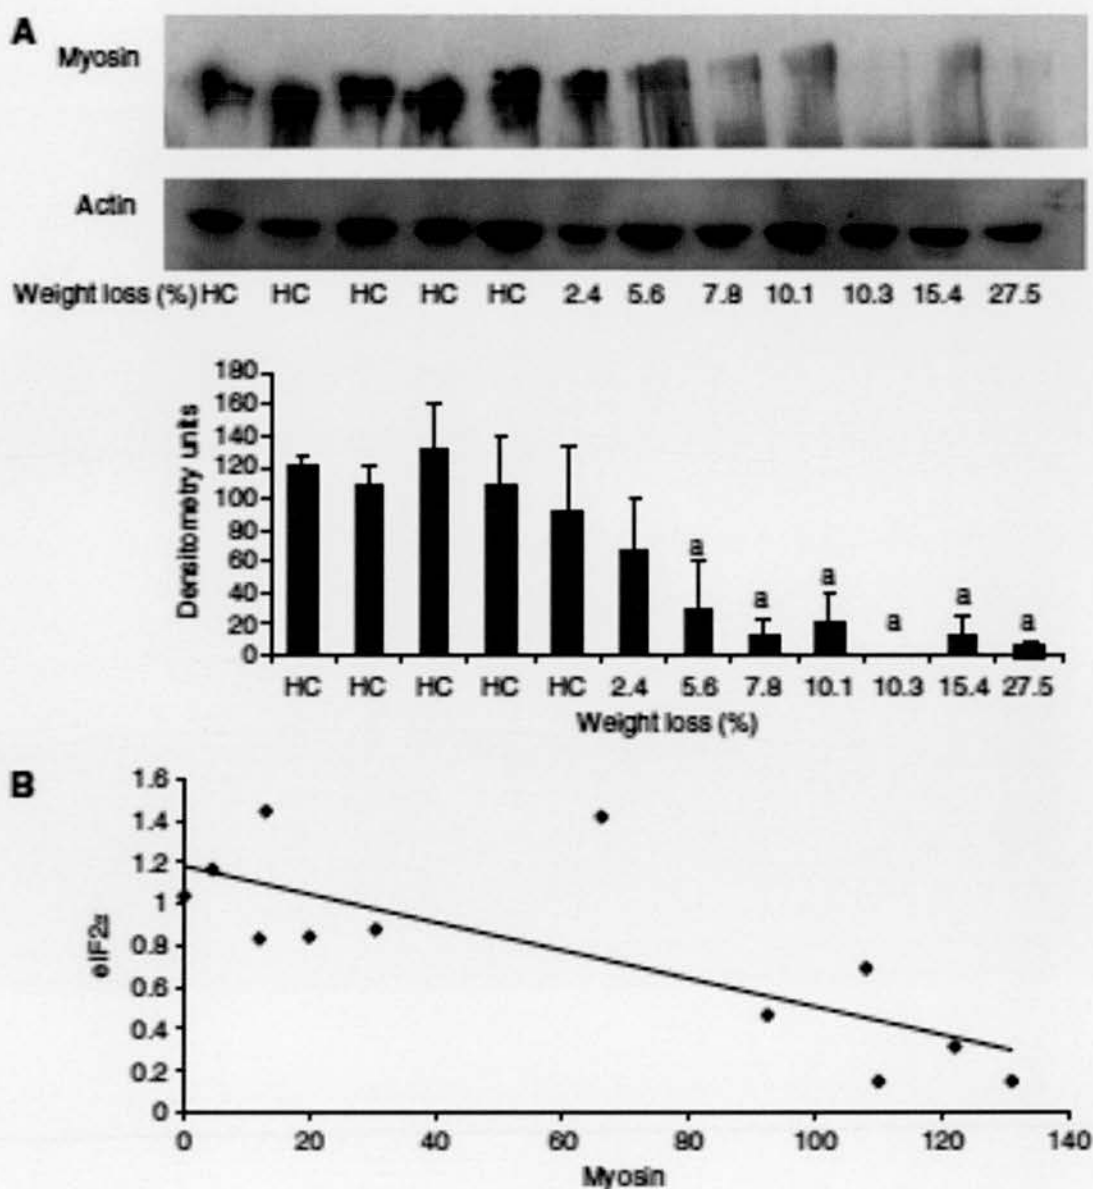 A
Myosin
Actin
Weight loss (%) HC HC HC HC HC 2.4 5.6 7.8 10.1 10.3 15.4 27.5
180
160
140
120
100
80
60
40
20
0
Densitometry units
a a a a a a
HC HC HC HC HC 2.4 5.6 7.8 10.1 10.3 15.4 27.5
Weight loss (%)
B
1.6
1.4
1.2
1
0.8
0.6
0.4
0.2
0
eIF2α
0 20 40 60 80 100 120 140
Myosin